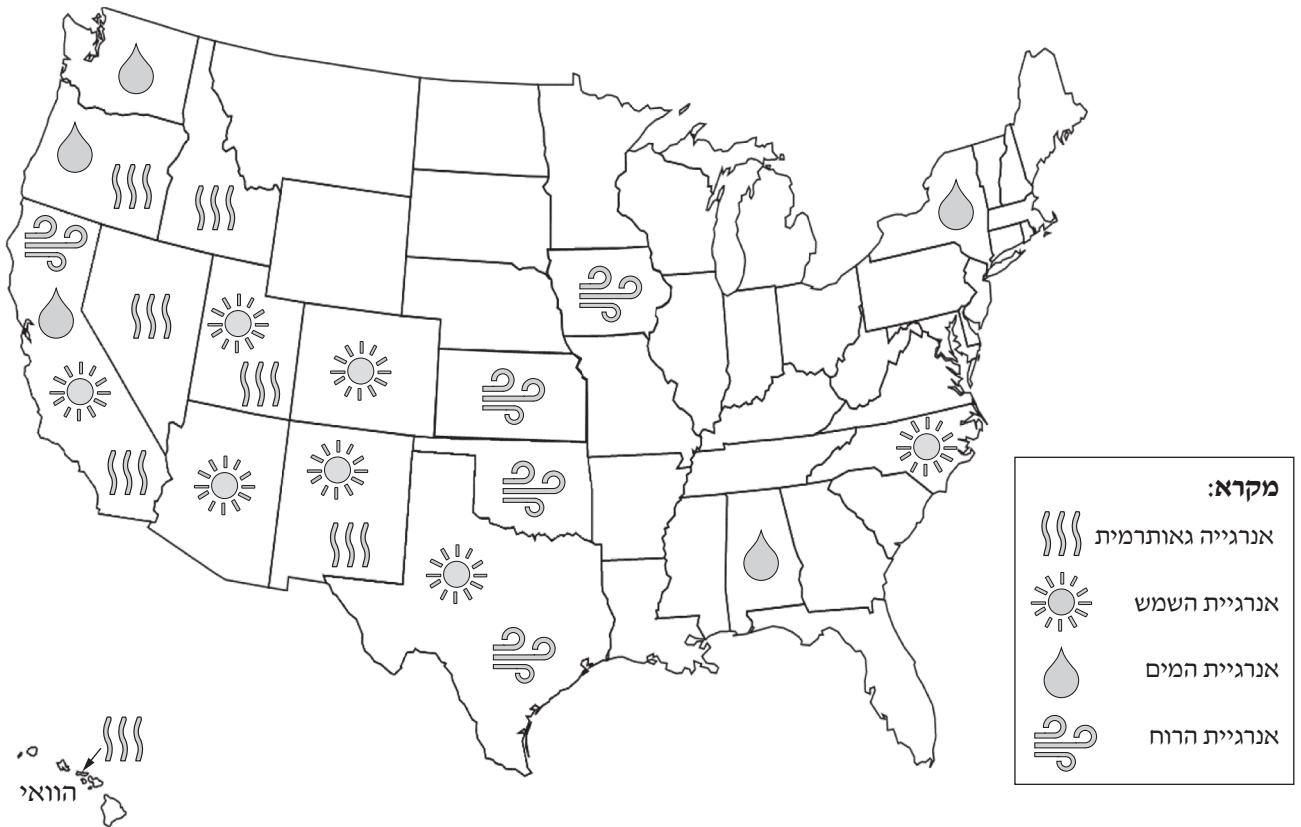 מקרא:
אנרגייה גאותרמית
אנרגיית השמש
אנרגיית המים
אנרגיית הרוח
הוואי